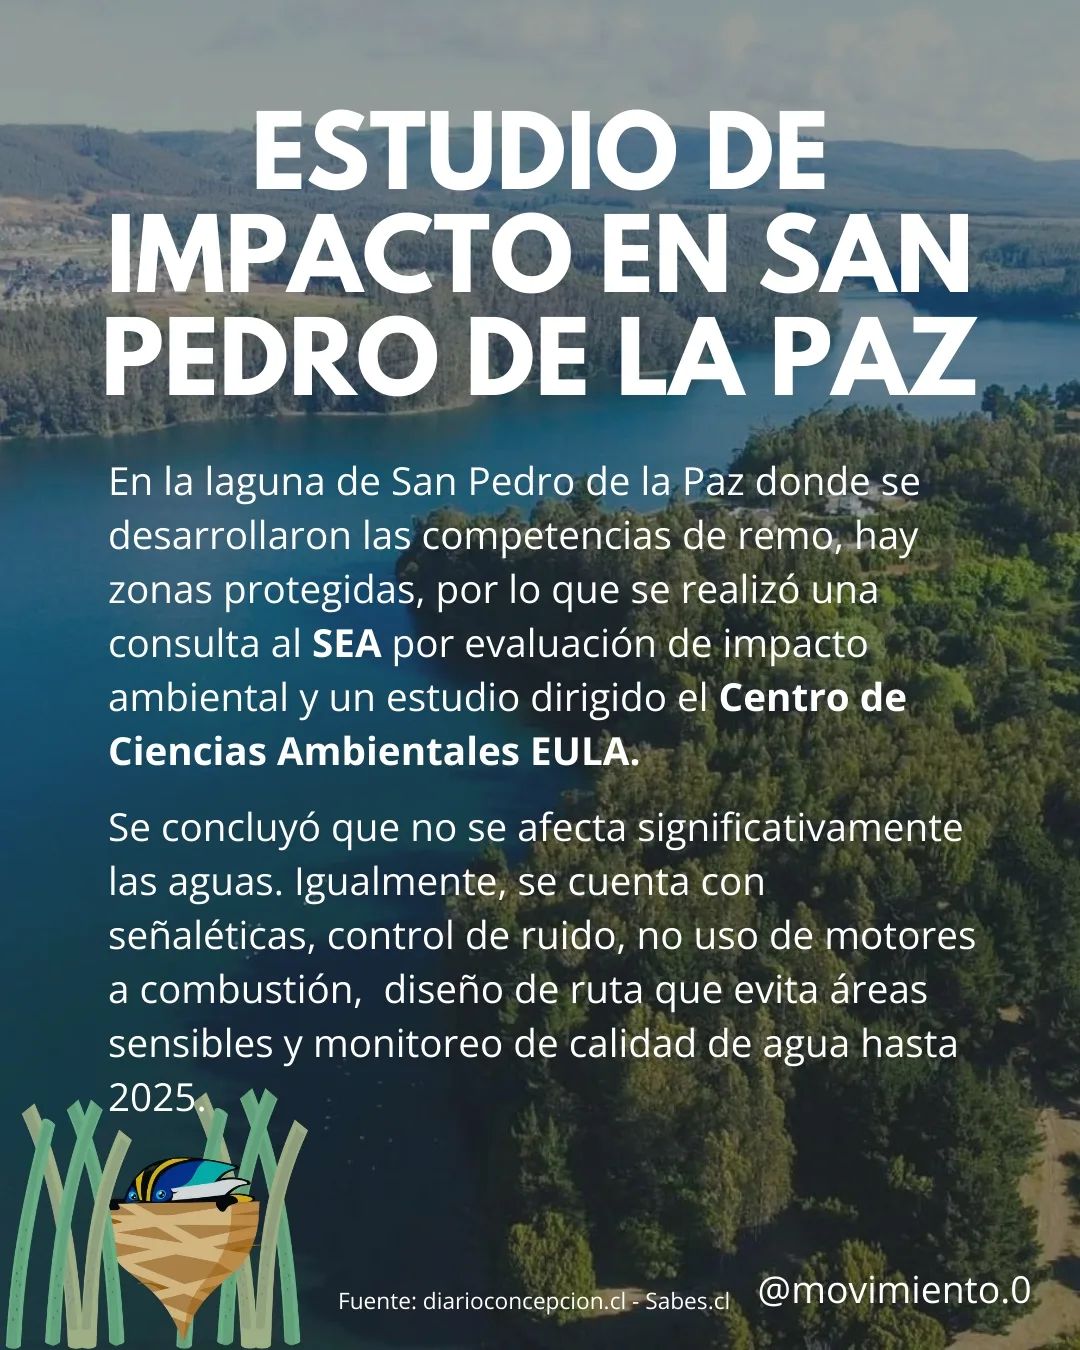 ESTUDIO DE
IMPACTO EN SAN
PEDRO DE LA PAZ
En la laguna de San Pedro de la Paz donde se
desarrollaron las competencias de remo, hay
zonas protegidas, por lo que se realizó una
consulta al SEA por evaluación de impacto
ambiental y un estudio dirigido el Centro de
Ciencias Ambientales EULA.
Se concluyó que no se afecta significativamente
las aguas. Igualmente, se cuenta con
señaléticas, control de ruido, no uso de motores
a combustión,  diseño de ruta que evita áreas
sensibles y monitoreo de calidad de agua hasta
2025.
Fuente: diarioconcepcion.cl - Sabes.cl
@movimiento.0